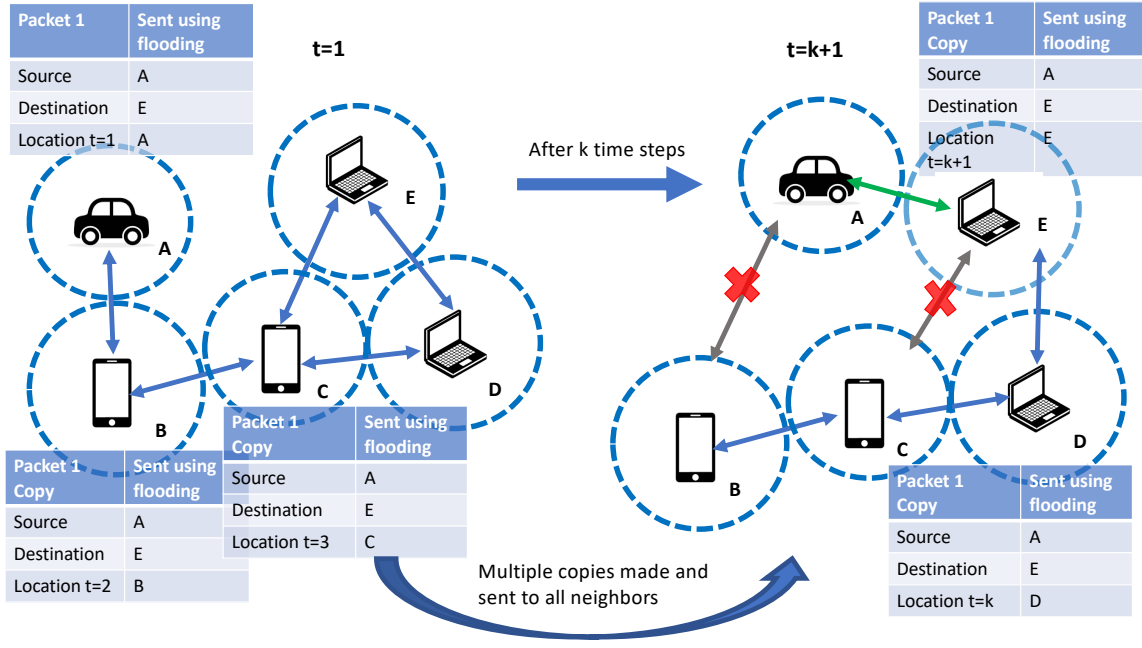 Packet 1 Sent using
flooding
Source A
Destination E
Location t=1 A
t=1
After k time steps
t=k+1
Packet 1 Sent using
Copy flooding
Source A
Destination E
Location E
t=k+1
A
E
B
C
D
A
E
B
C
D
Packet 1 Sent using
Copy flooding
Source A
Destination E
Location t=2 B
Packet 1 Sent using
Copy flooding
Source A
Destination E
Location t=3 C
Multiple copies made and
sent to all neighbors
Packet 1 Sent using
Copy flooding
Source A
Destination E
Location t=k D